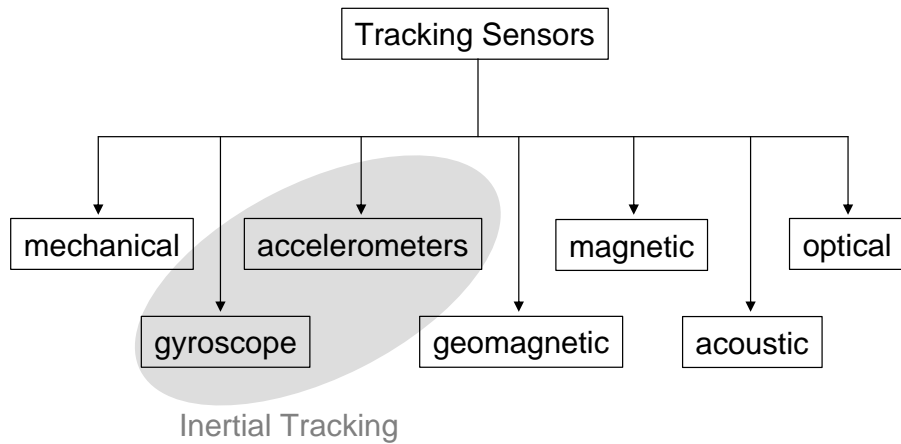 Tracking Sensors
mechanical
accelerometers
magnetic
optical
gyroscope
geomagnetic
acoustic
Inertial Tracking